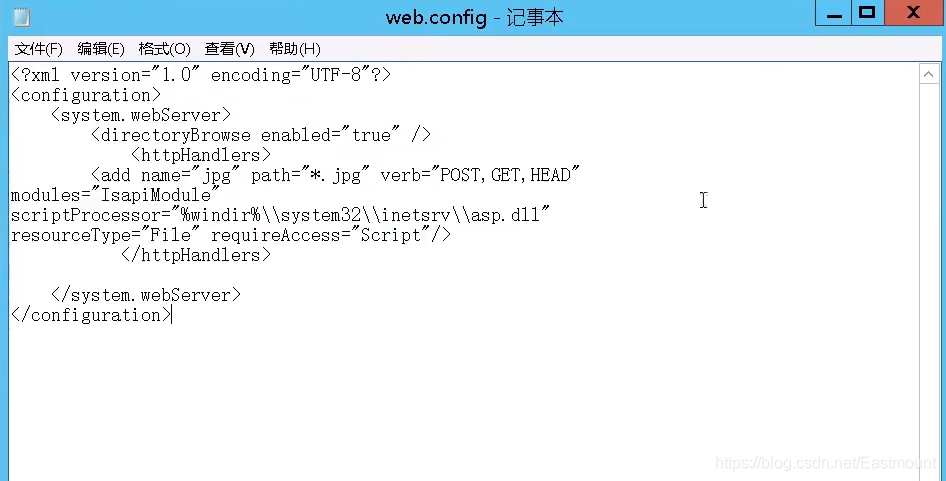 web.config - 记事本
文件(F) 编辑(E) 格式(O) 查看(V) 帮助(H)
<?xml version="1.0" encoding="UTF-8"?>
<configuration>
    <system.webServer>
        <directoryBrowse enabled="true" />
            <httpHandlers>
        <add name="jpg" path="*.jpg" verb="POST,GET,HEAD"
modules="IsapiModule"
scriptProcessor="%windir%\\system32\\inetsrv\\asp.dll"
resourceType="File" requireAccess="Script"/>
           </httpHandlers>
    </system.webServer>
</configuration>
https://blog.csdn.net/Eastmount